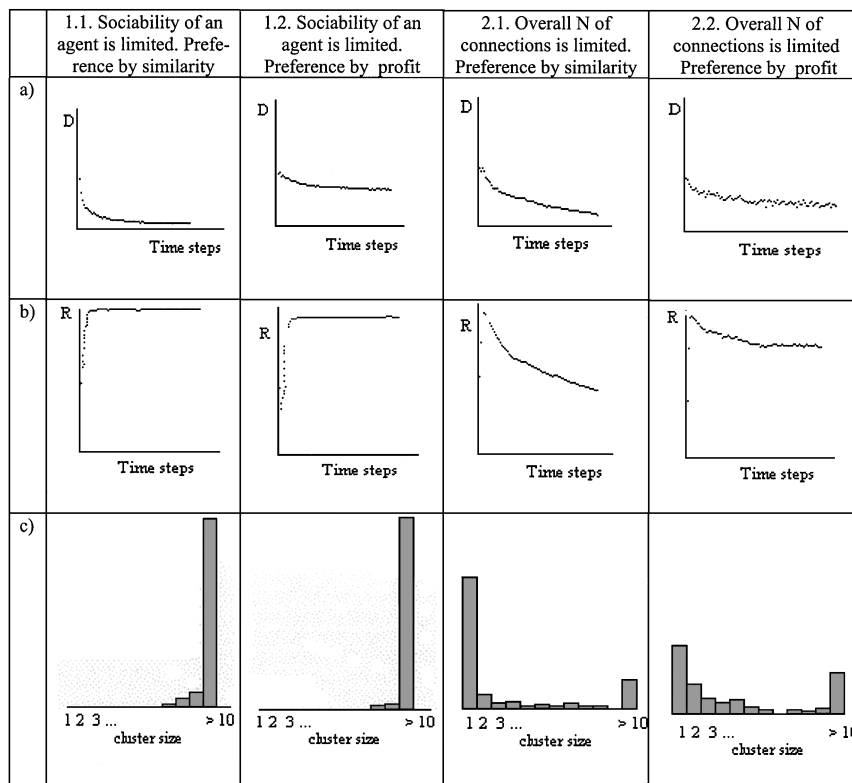 1.1. Sociability of an
agent is limited. Prefe-
rence by similarity
1.2. Sociability of an
agent is limited.
Preference by profit
2.1. Overall N of
connections is limited.
Preference by similarity
2.2. Overall N of
connections is limited
Preference by profit
a)
D
Time steps
D
Time steps
D
Time steps
D
Time steps
b)
R
Time steps
R
Time steps
R
Time steps
R
Time steps
c)
1 2 3 ... > 10
cluster size
1 2 3 ... > 10
cluster size
1 2 3 ... > 10
cluster size
1 2 3 ... > 10
cluster size